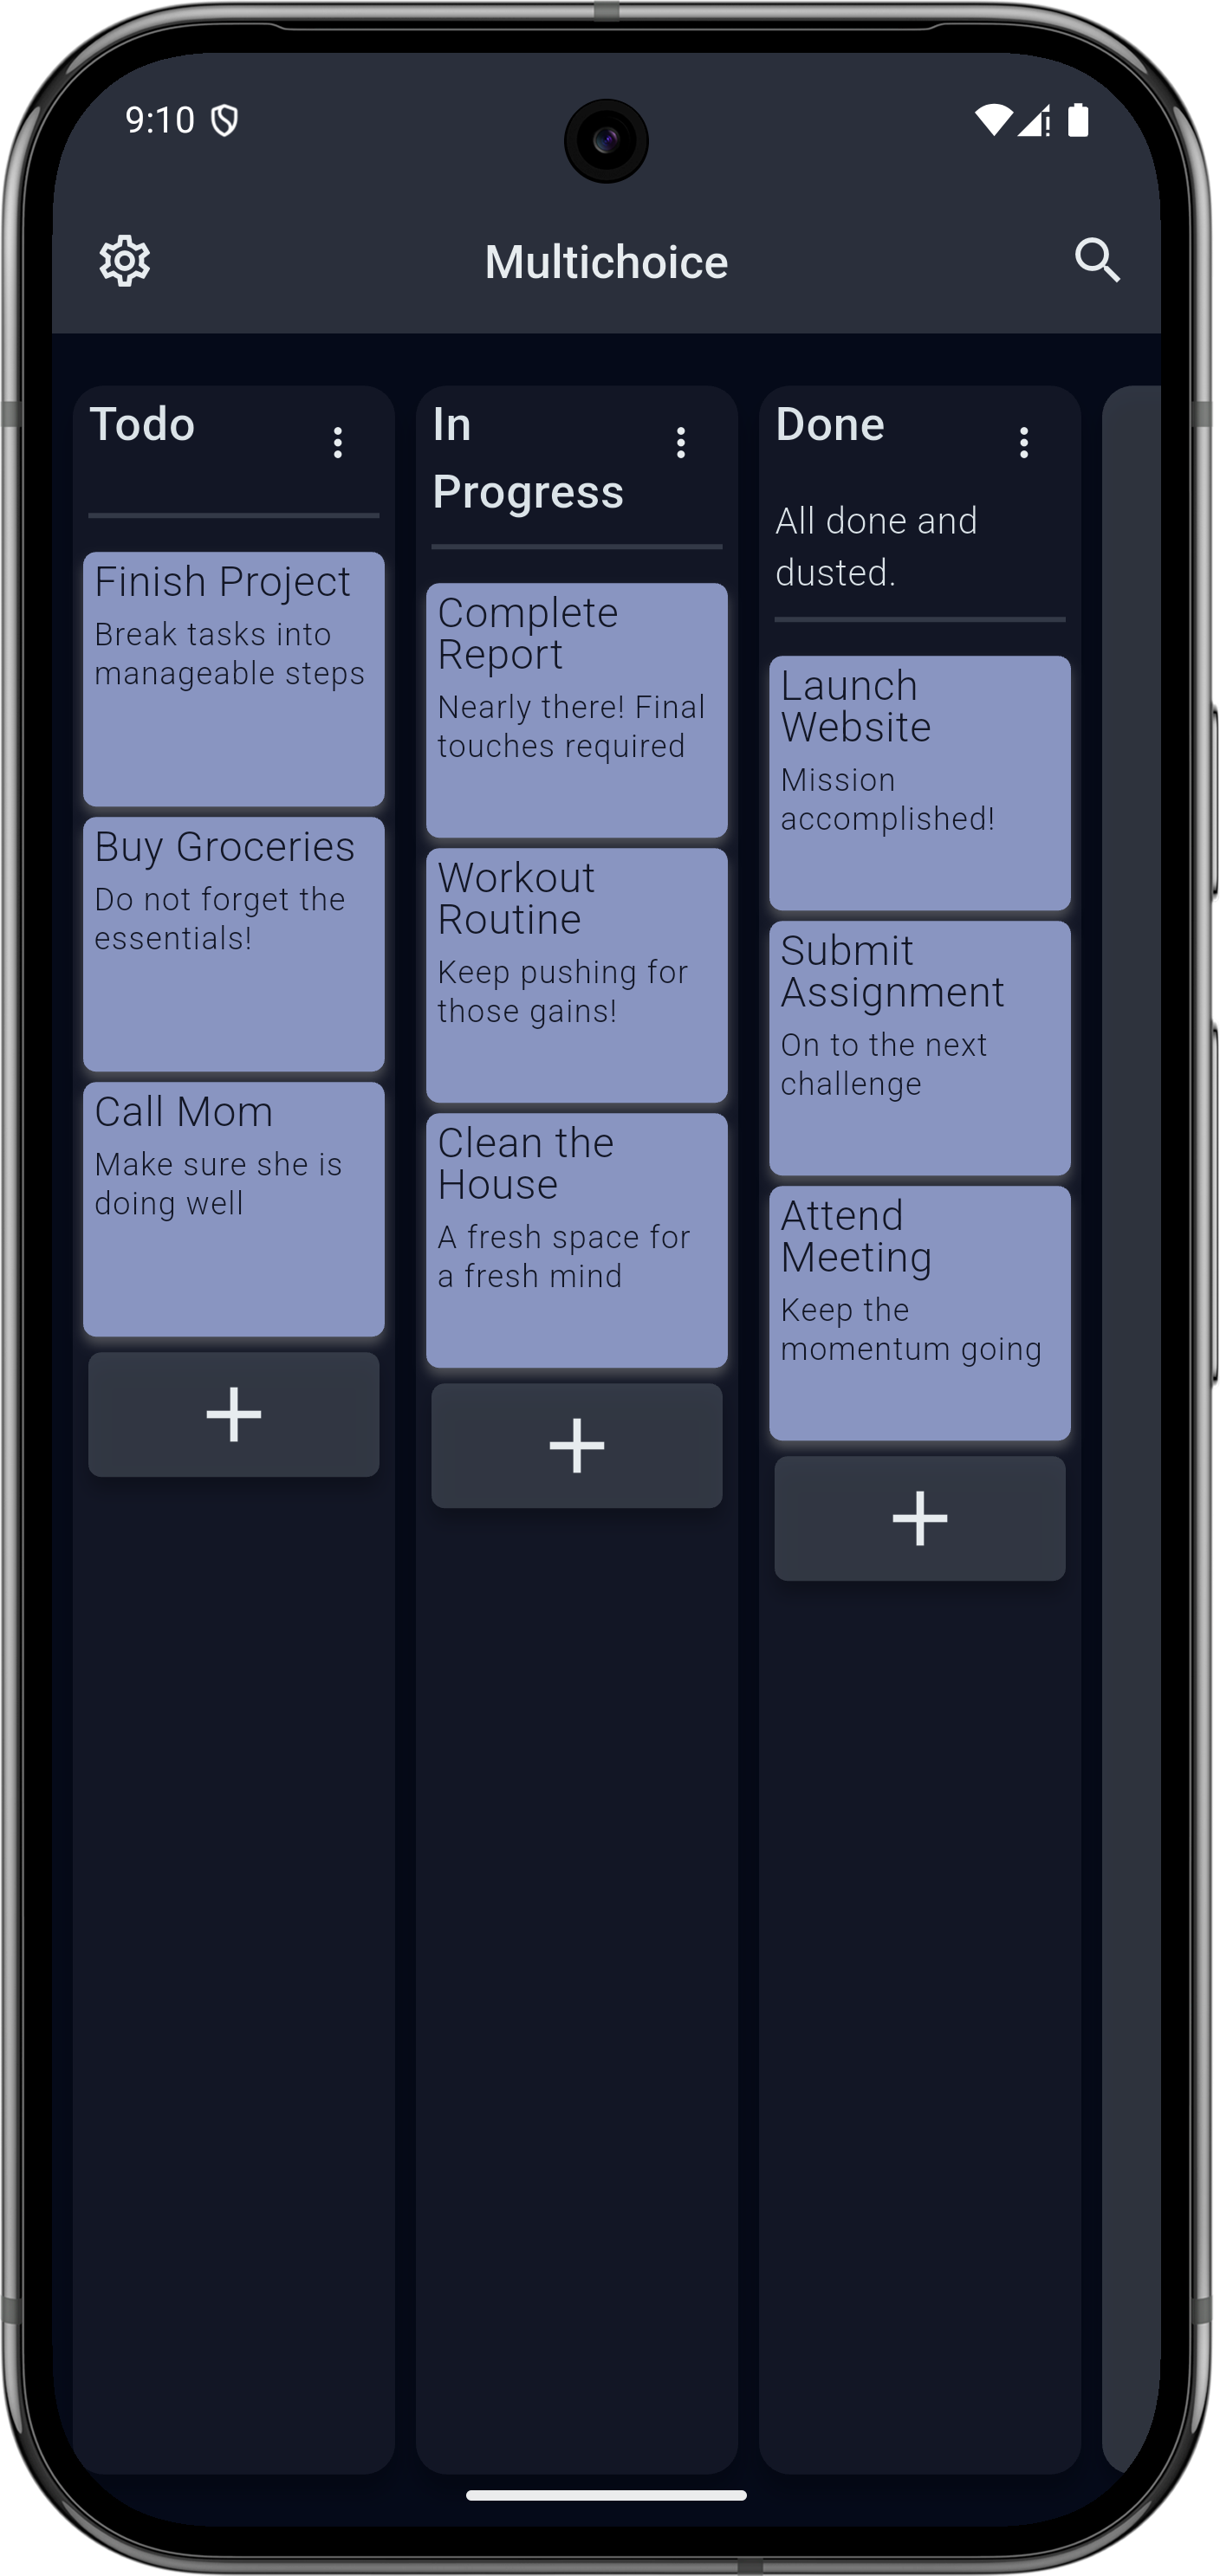 9:10
Multichoice
Todo
Finish Project
Break tasks into
manageable steps
Buy Groceries
Do not forget the
essentials!
Call Mom
Make sure she is
doing well
In
Progress
Complete
Report
Nearly there! Final
touches required
Workout
Routine
Keep pushing for
those gains!
Clean the
House
A fresh space for
a fresh mind
Done
All done and
dusted.
Launch
Website
Mission
accomplished!
Submit
Assignment
On to the next
challenge
Attend
Meeting
Keep the
momentum going